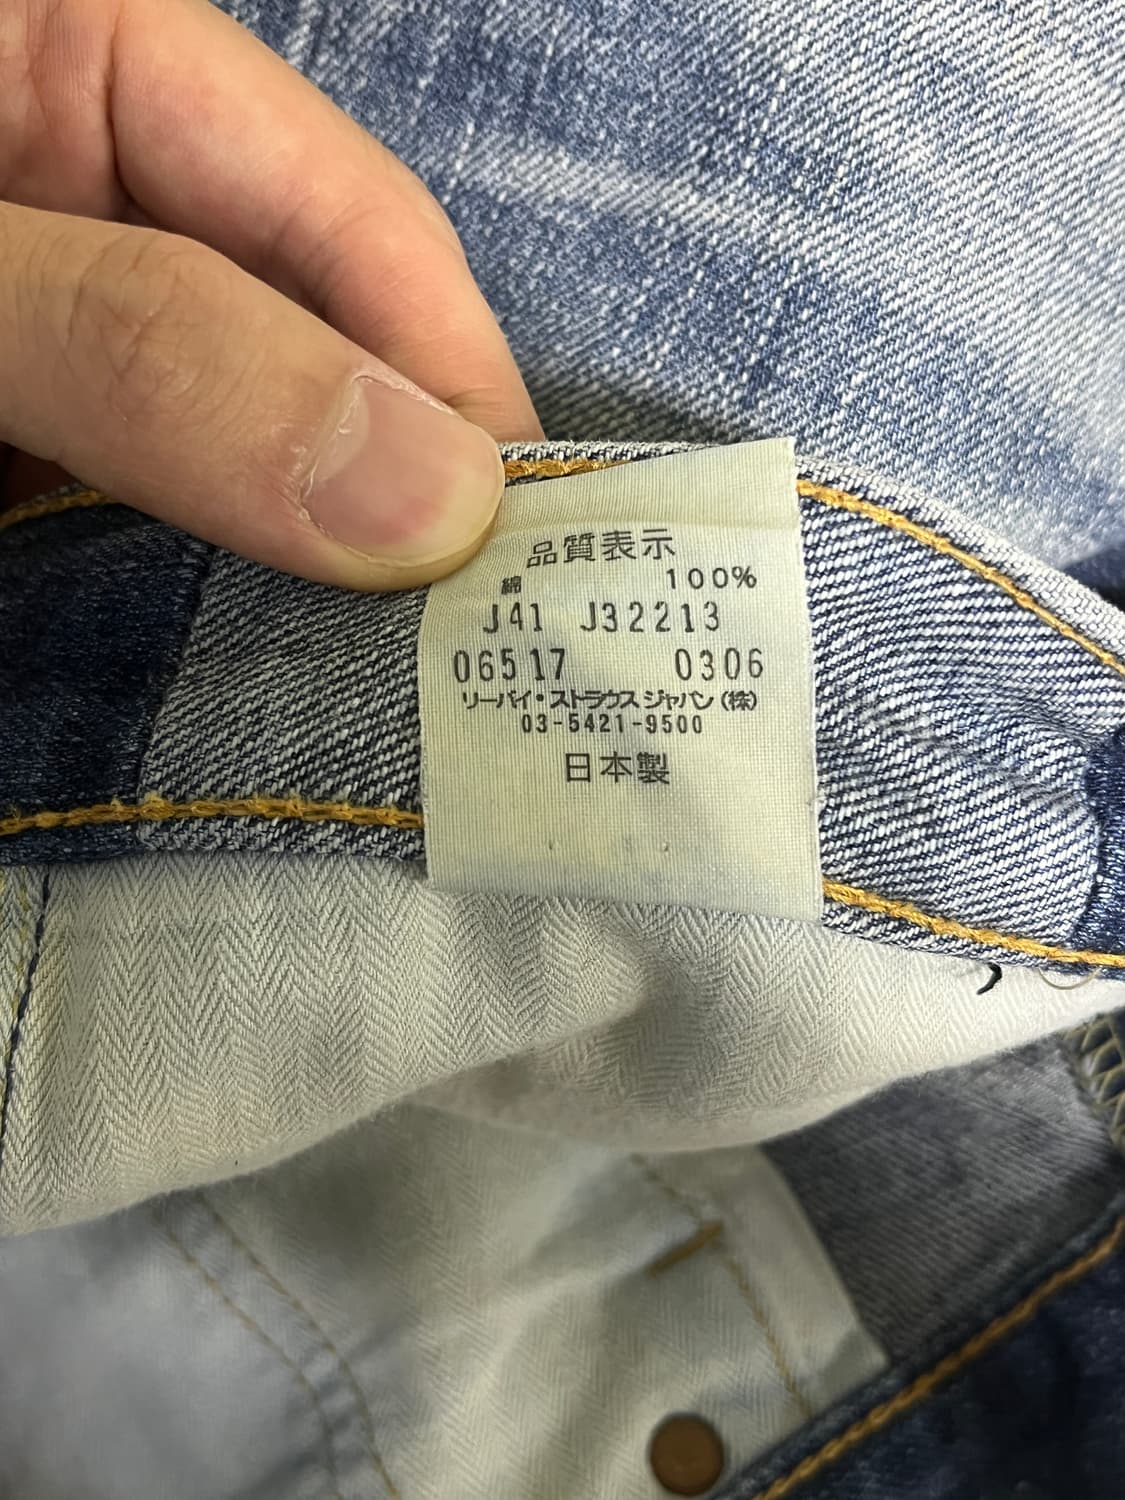 品質表示
綿 100%
J41 J32213
06517 0306
リーバイ・ストラウス ジャパン(株)
03-5421-9500
日本製